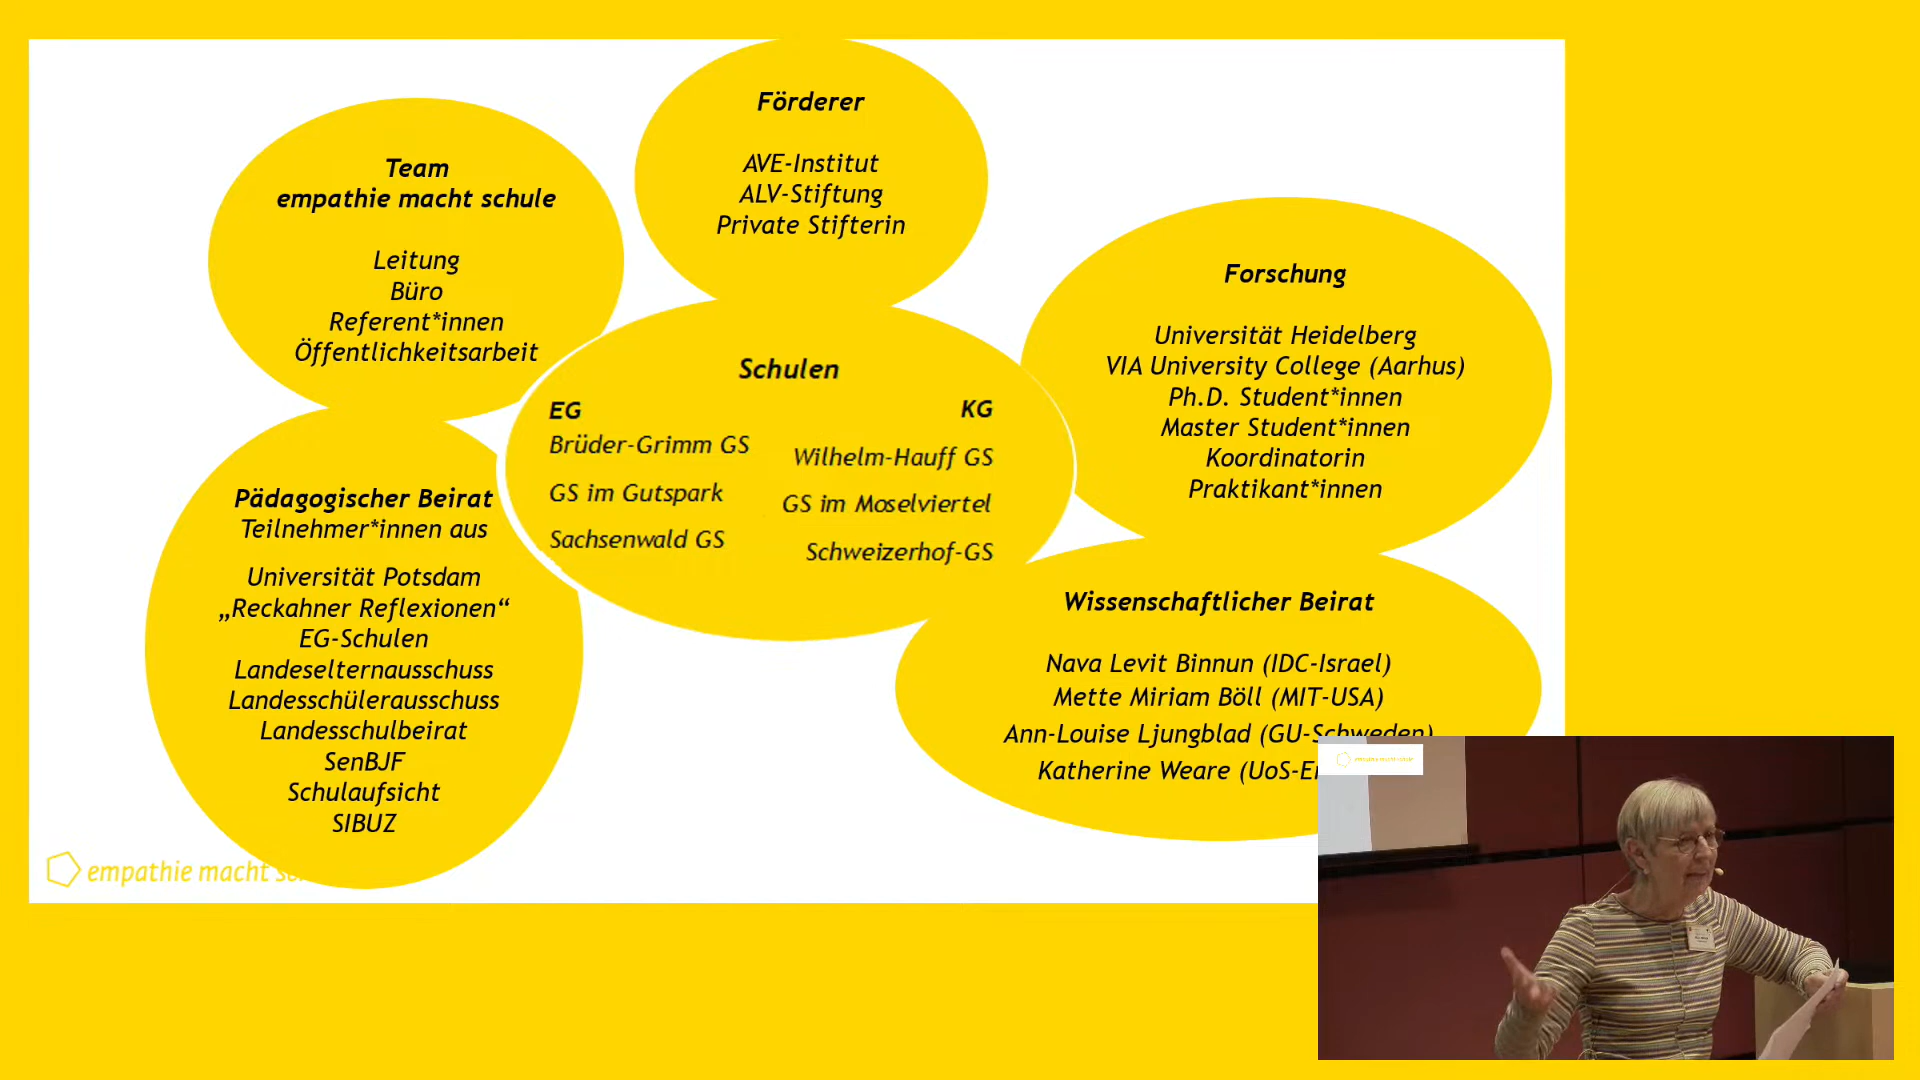 Förderer
AVE-Institut
ALV-Stiftung
Private Stifterin
Team
empathie macht schule
Leitung
Büro
Referent*innen
Öffentlichkeitsarbeit
Forschung
Universität Heidelberg
VIA University College (Aarhus)
Ph.D. Student*innen
Master Student*innen
Koordinatorin
Praktikant*innen
Schulen
EG
Brüder-Grimm GS
GS im Gutspark
Sachsenwald GS
KG
Wilhelm-Hauff GS
GS im Moselviertel
Schweizerhof-GS
Pädagogischer Beirat
Teilnehmer*innen aus
Universität Potsdam
„Reckahner Reflexionen“
EG-Schulen
Landeselternausschuss
Landesschülerausschuss
Landesschulbeirat
SenBJF
Schulaufsicht
SIBUZ
Wissenschaftlicher Beirat
Nava Levit Binnun (IDC-Israel)
Mette Miriam Böll (MIT-USA)
Ann-Louise Ljungblad (GU-Schweden)
Katherine Weare (UoS-E
empathie macht
empathie macht schule